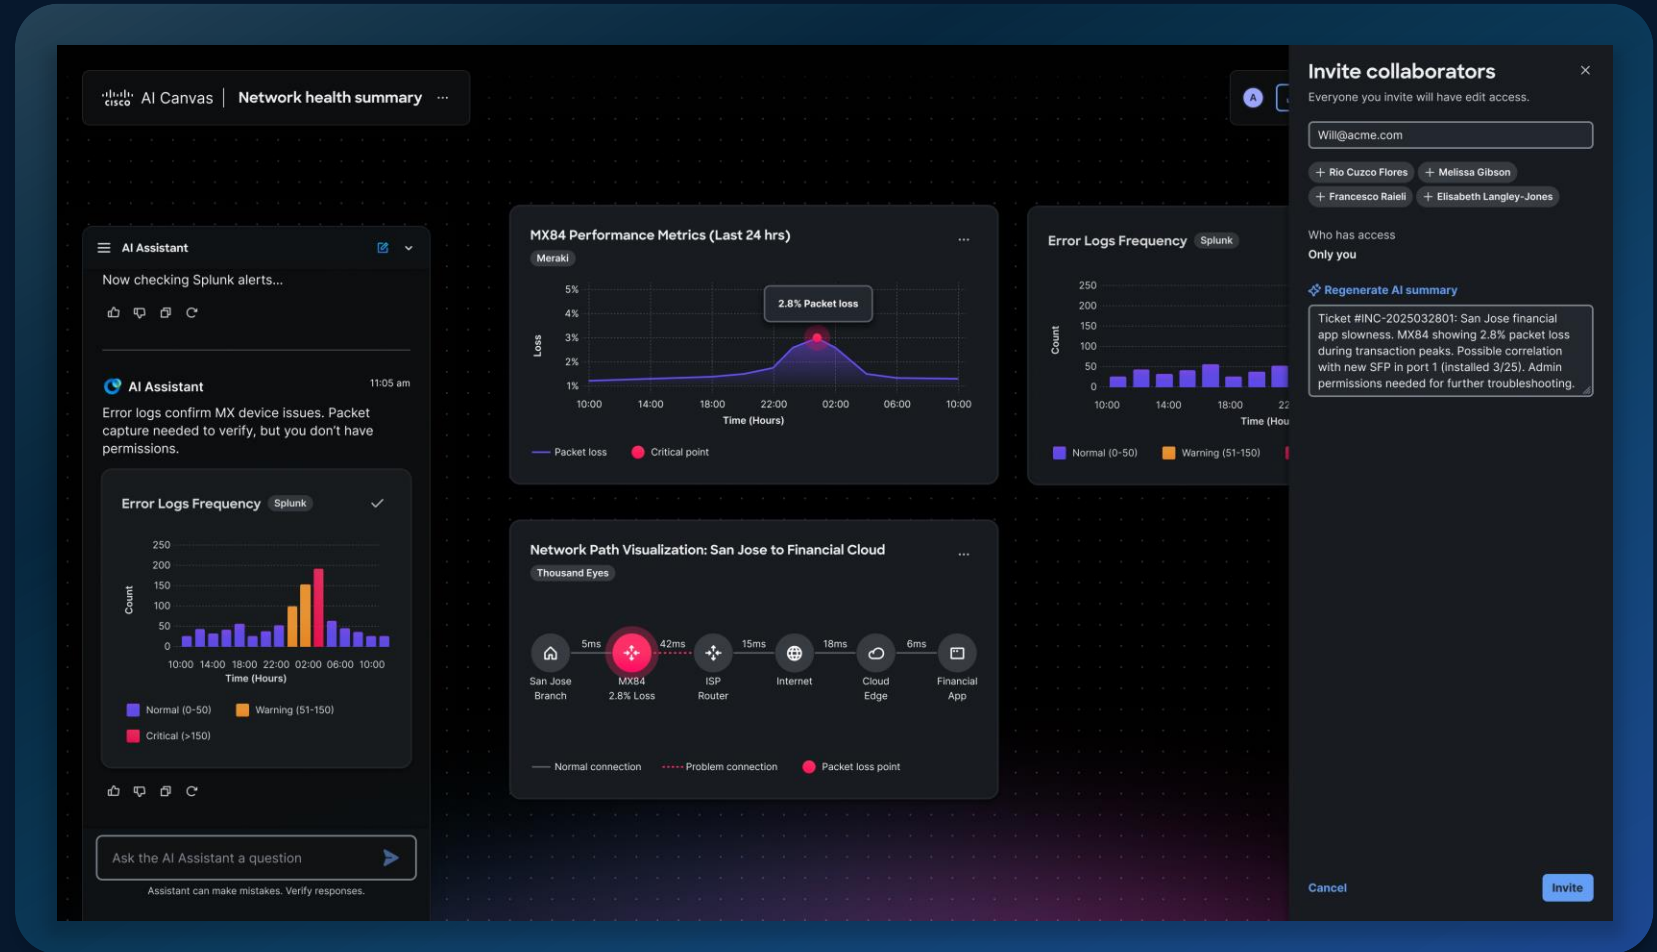 cisco AI Canvas | Network health summary ...
A
AI Assistant
Now checking Splunk alerts...
AI Assistant 11:05 am
Error logs confirm MX device issues. Packet
capture needed to verify, but you don't have
permissions.
Error Logs Frequency Splunk
250
200
150
100
50
0
Count
10:00 14:00 18:00 22:00 02:00 06:00 10:00
Time (Hours)
Normal (0-50) Warning (51-150)
Critical (>150)
Ask the AI Assistant a question
Assistant can make mistakes. Verify responses.
MX84 Performance Metrics (Last 24 hrs) ...
Meraki
5%
4%
3%
2%
1%
Loss
2.8% Packet loss
10:00 14:00 18:00 22:00 02:00 06:00 10:00
Time (Hours)
Packet loss Critical point
Error Logs Frequency Splunk
250
200
150
100
50
0
Count
10:00 14:00 18:00 22
Time (Hou
Normal (0-50) Warning (51-150)
Network Path Visualization: San Jose to Financial Cloud ...
Thousand Eyes
5ms 42ms 15ms 18ms 6ms
San Jose MX84 ISP Internet Cloud Financial
Branch 2.8% Loss Router Edge App
Normal connection Problem connection Packet loss point
Invite collaborators
Everyone you invite will have edit access.
Will@acme.com
+ Rio Cuzco Flores + Melissa Gibson
+ Francesco Raieli + Elisabeth Langley-Jones
Who has access
Only you
Regenerate AI summary
Ticket #INC-2025032801: San Jose financial
app slowness. MX84 showing 2.8% packet loss
during transaction peaks. Possible correlation
with new SFP in port 1 (installed 3/25). Admin
permissions needed for further troubleshooting.
Cancel Invite